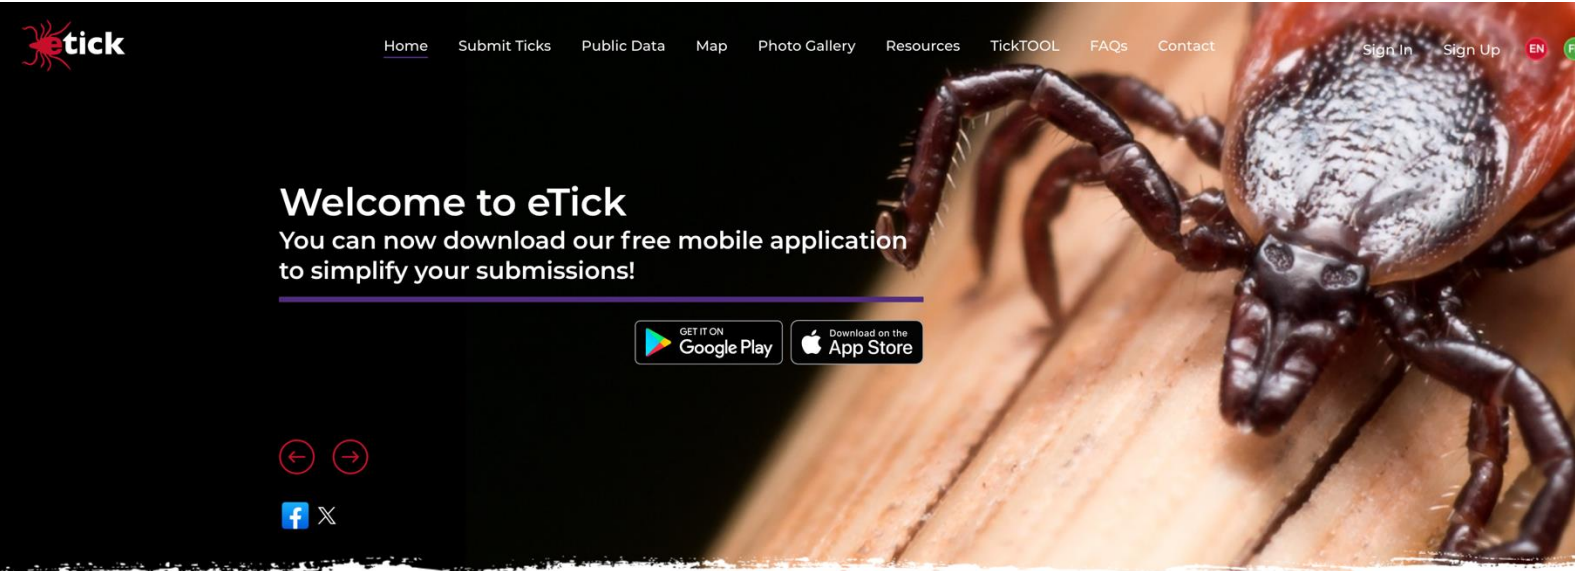 etick
Home Submit Ticks Public Data Map Photo Gallery Resources TickTOOL FAQs Contact Sign In Sign Up EN
Welcome to eTick
You can now download our free mobile application
to simplify your submissions!
GET IT ON
Google Play
Download on the
App Store